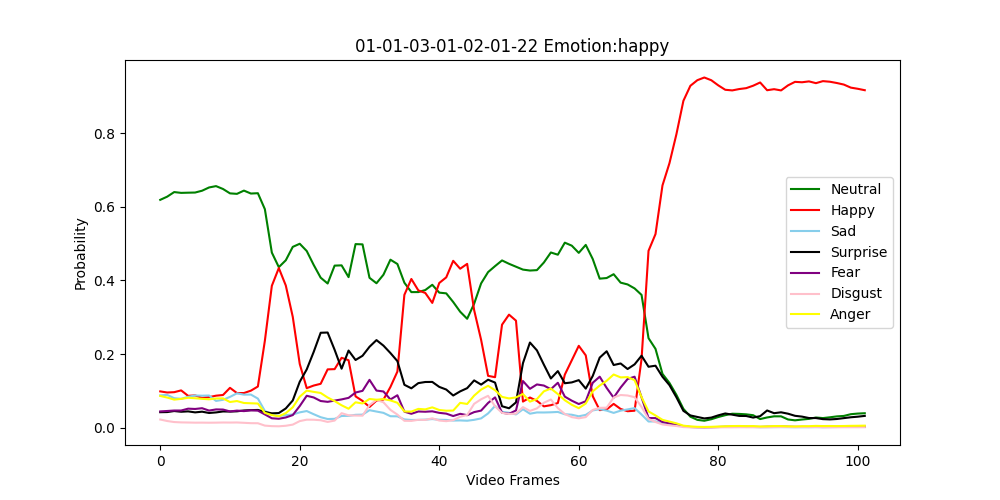 01-01-03-01-02-01-22 Emotion:happy
Probability
0.8
0.6
0.4
0.2
0.0
0
20
40
60
80
100
Video Frames
Neutral
Happy
Sad
Surprise
Fear
Disgust
Anger